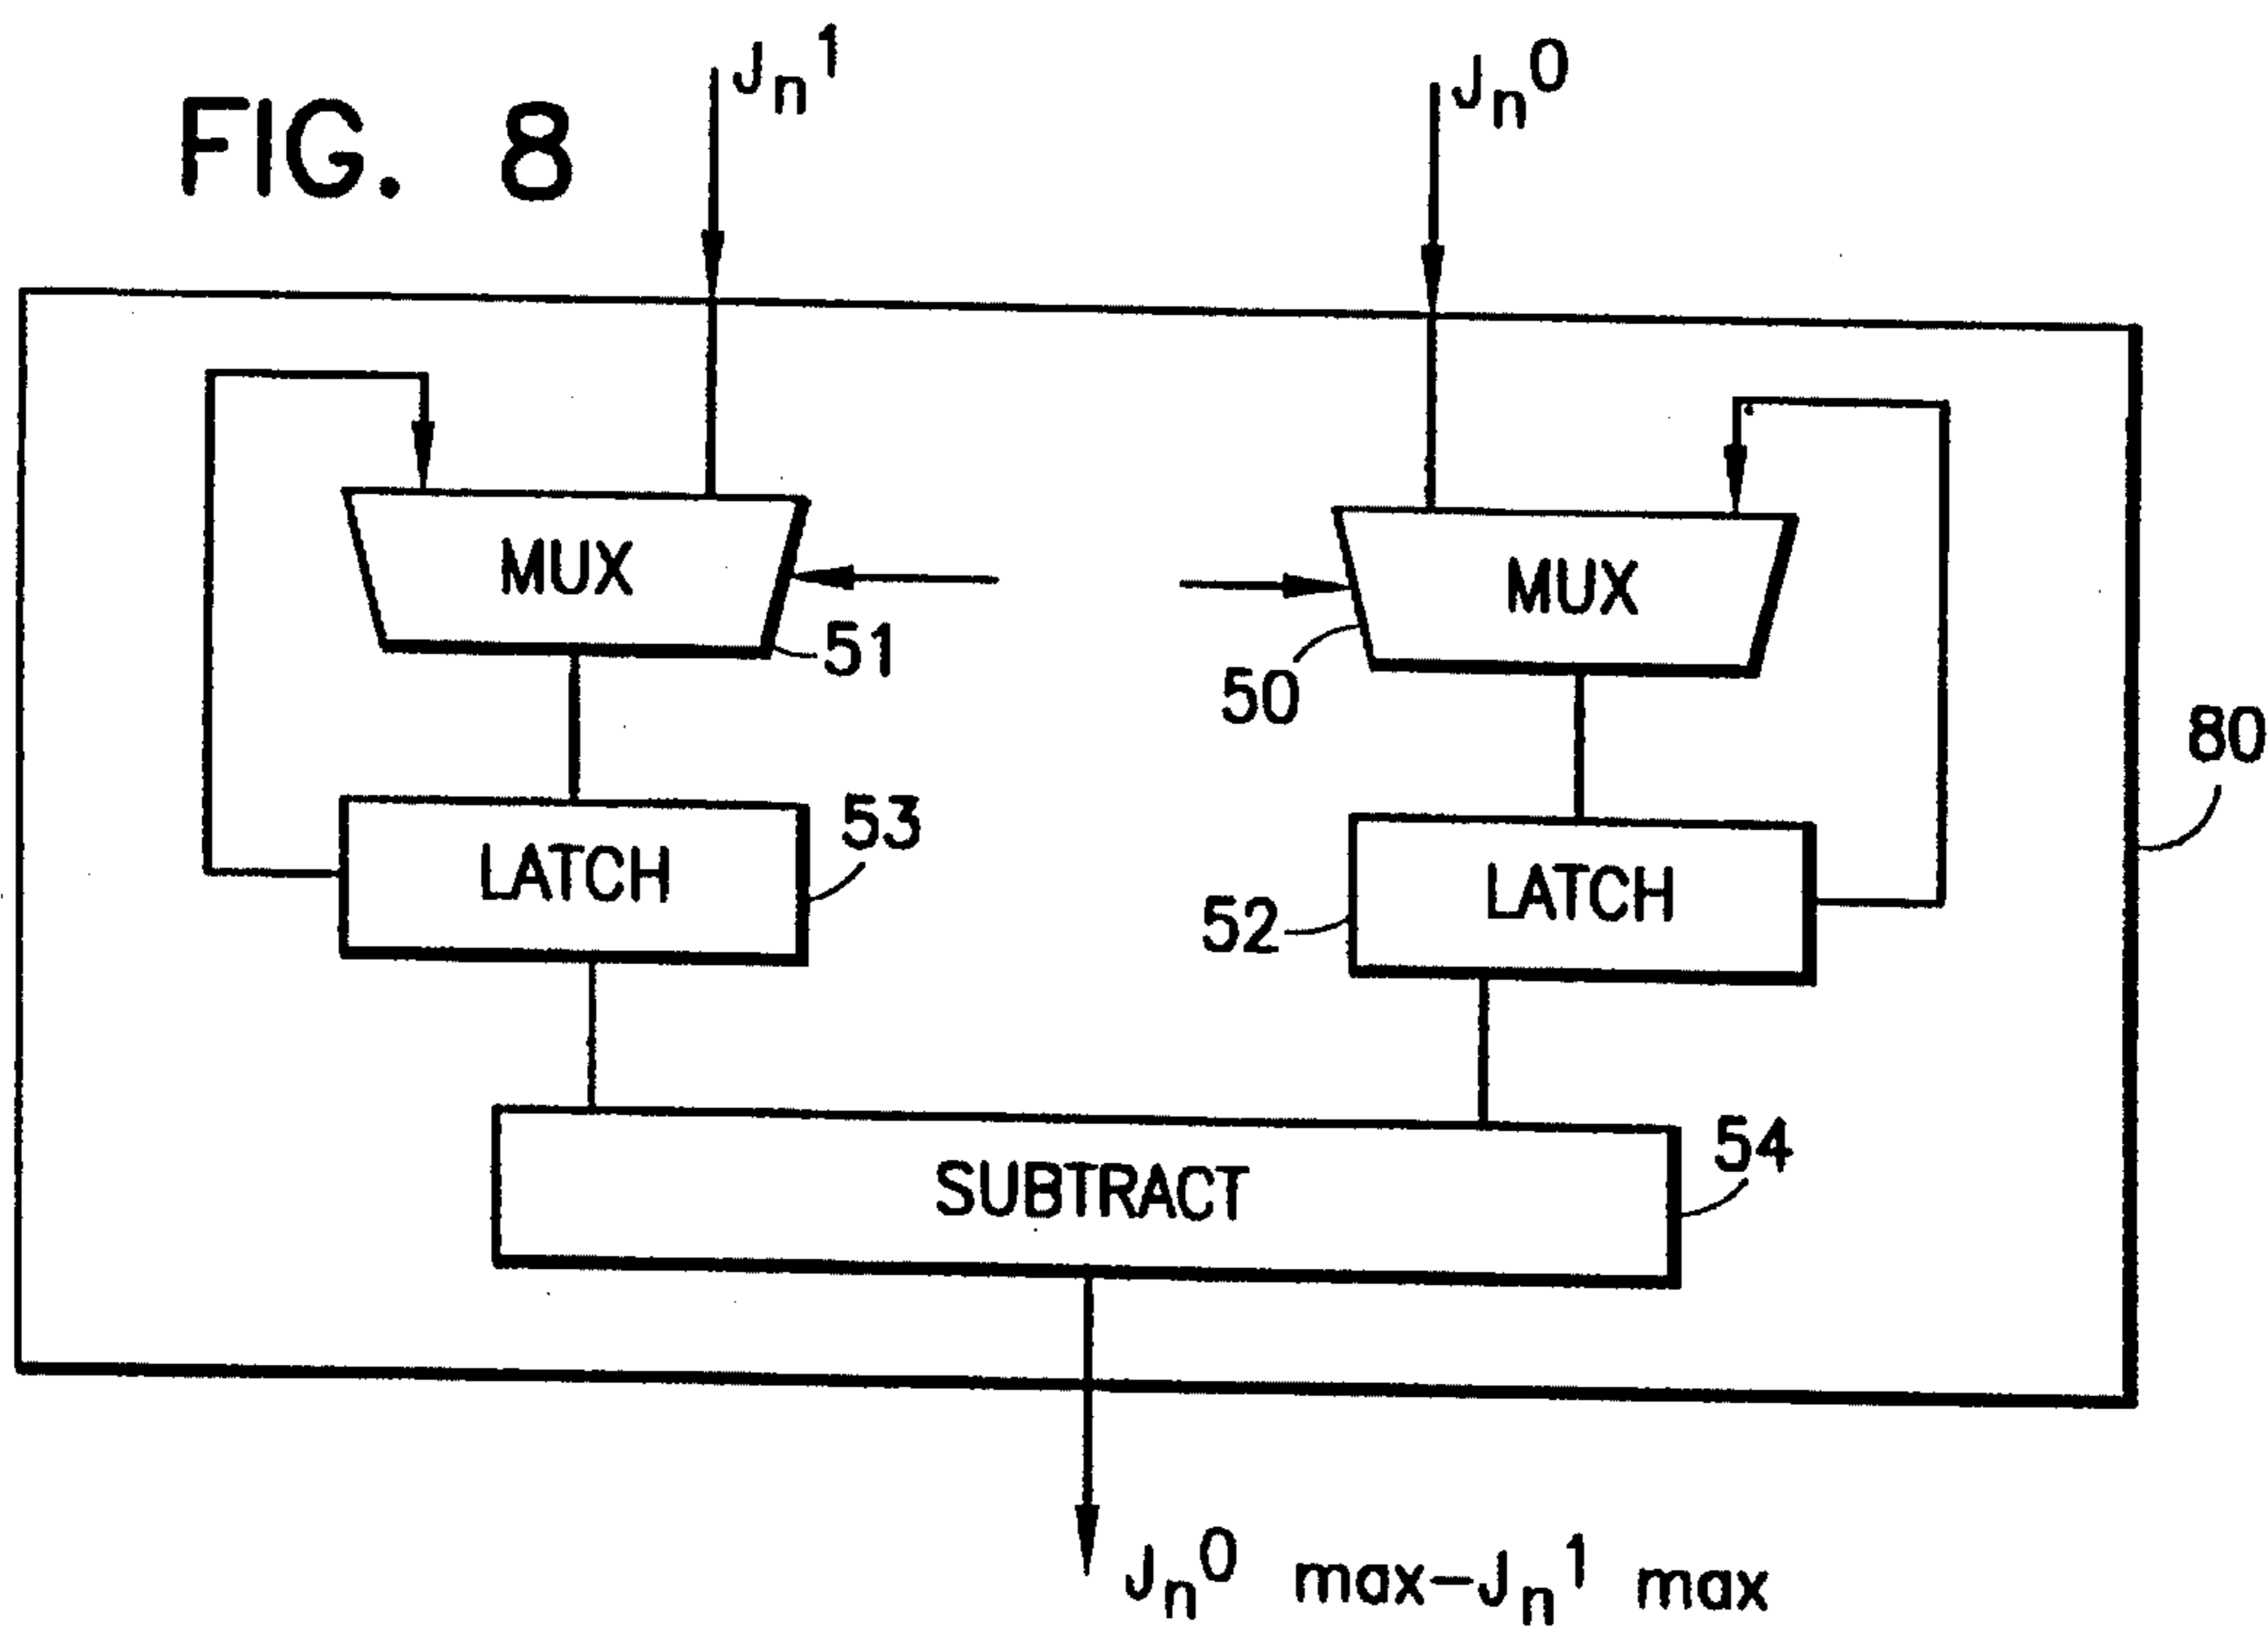 FIG. 8
Jn1
Jn0
MUX
MUX
51
50
80
53
LATCH
LATCH
52
SUBTRACT
54
Jn0 max-Jn1 max